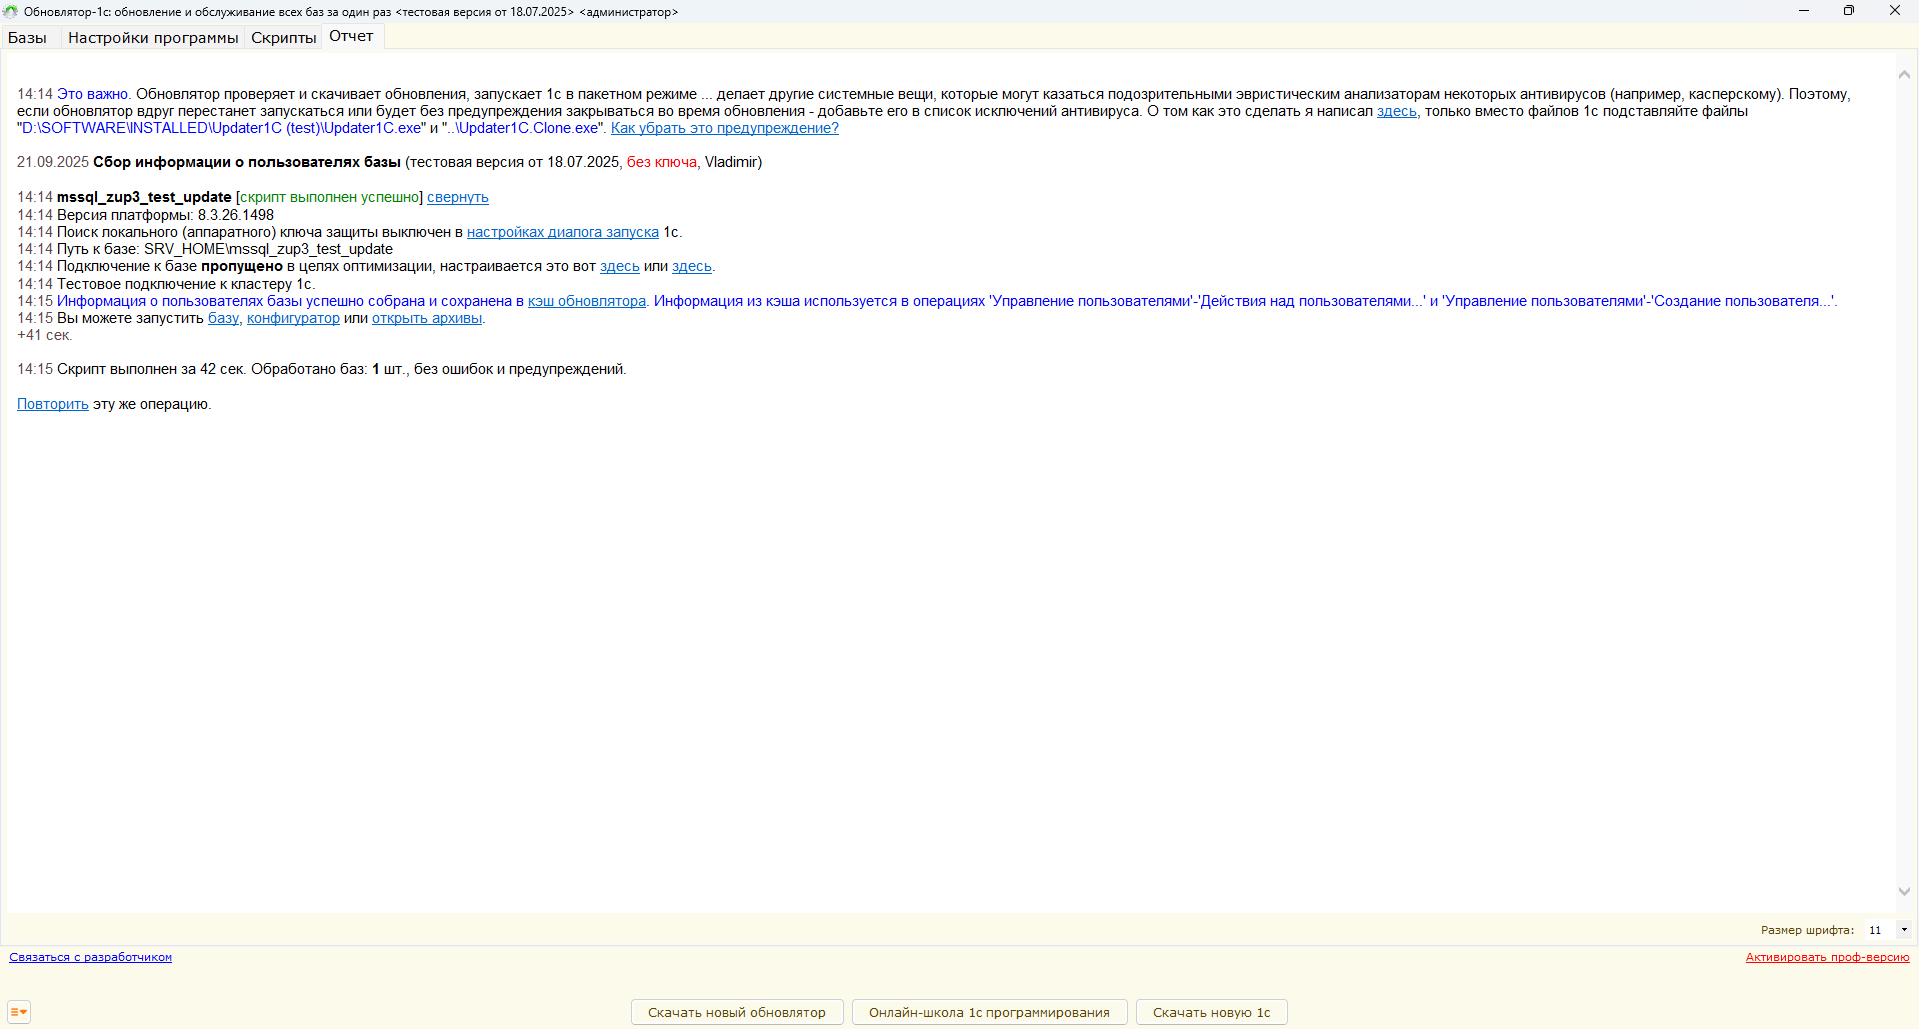 Обновлятор-1с: обновление и обслуживание всех баз за один раз <тестовая версия от 18.07.2025> <администратор>
Базы Настройки программы Скрипты Отчет
14:14 Это важно. Обновлятор проверяет и скачивает обновления, запускает 1с в пакетном режиме ... делает другие системные вещи, которые могут казаться подозрительными эвристическим анализаторам некоторых антивирусов (например, касперскому). Поэтому,
если обновлятор вдруг перестанет запускаться или будет без предупреждения закрываться во время обновления - добавьте его в список исключений антивируса. О том как это сделать я написал здесь, только вместо файлов 1с подставляйте файлы
"D:\SOFTWARE\INSTALLED\Updater1C (test)\Updater1C.exe" и "..\Updater1C.Clone.exe". Как убрать это предупреждение?
21.09.2025 Сбор информации о пользователях базы (тестовая версия от 18.07.2025, без ключа, Vladimir)
14:14 mssql_zup3_test_update [скрипт выполнен успешно] свернуть
14:14 Версия платформы: 8.3.26.1498
14:14 Поиск локального (аппаратного) ключа защиты выключен в настройках диалога запуска 1с.
14:14 Путь к базе: SRV_HOME\mssql_zup3_test_update
14:14 Подключение к базе пропущено в целях оптимизации, настраивается это вот здесь или здесь.
14:14 Тестовое подключение к кластеру 1с.
14:15 Информация о пользователях базы успешно собрана и сохранена в кэш обновлятора. Информация из кэша используется в операциях 'Управление пользователями'-'Действия над пользователями...' и 'Управление пользователями'-'Создание пользователя...'.
14:15 Вы можете запустить базу, конфигуратор или открыть архивы.
+41 сек.
14:15 Скрипт выполнен за 42 сек. Обработано баз: 1 шт., без ошибок и предупреждений.
Повторить эту же операцию.
Размер шрифта: 11
Связаться с разработчиком Активировать проф-версию
Скачать новый обновлятор Онлайн-школа 1с программирования Скачать новую 1с